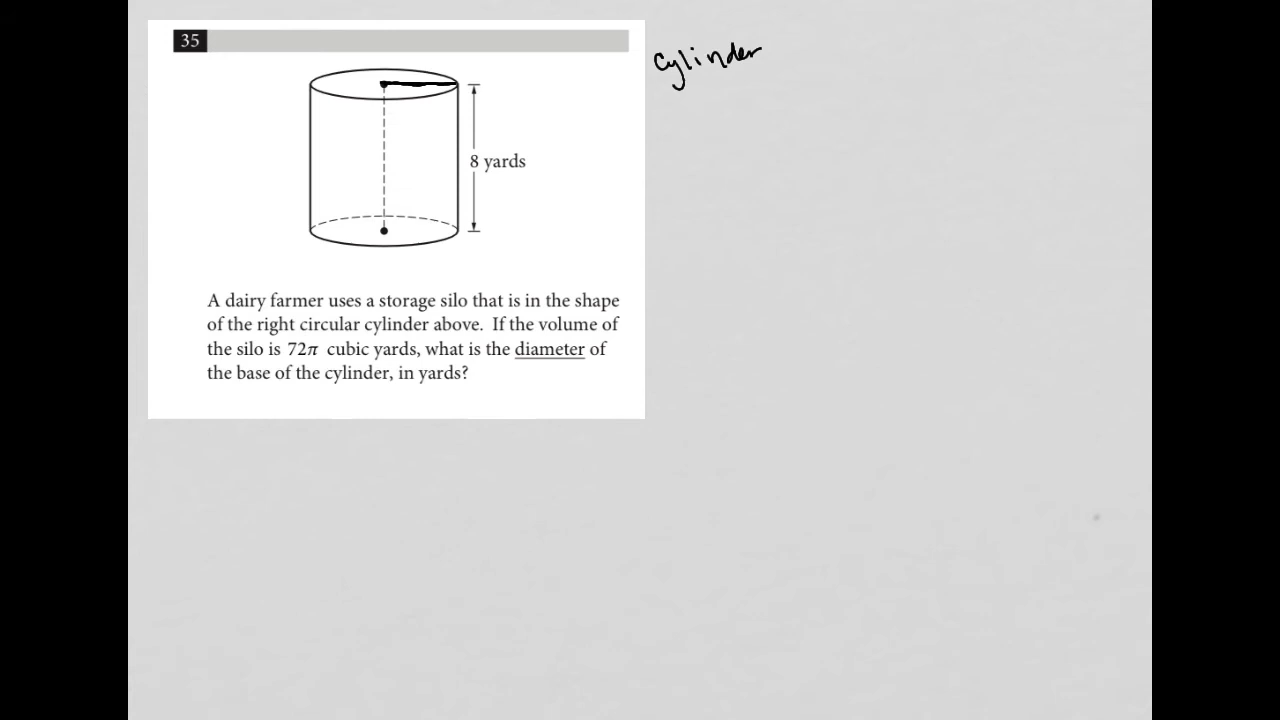 35
Cylinder
8 yards
A dairy farmer uses a storage silo that is in the shape
of the right circular cylinder above. If the volume of
the silo is 72π cubic yards, what is the diameter of
the base of the cylinder, in yards?